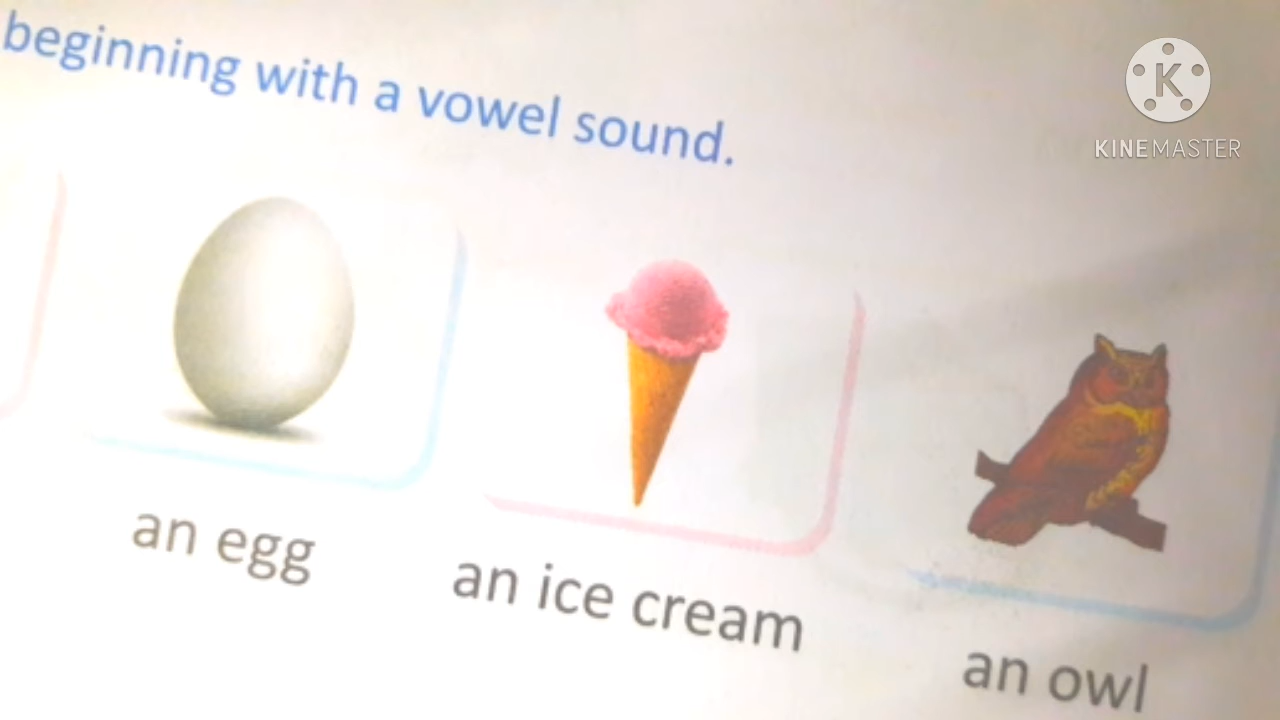 beginning with a vowel sound.
K
KINEMASTER
an egg
an ice cream
an owl